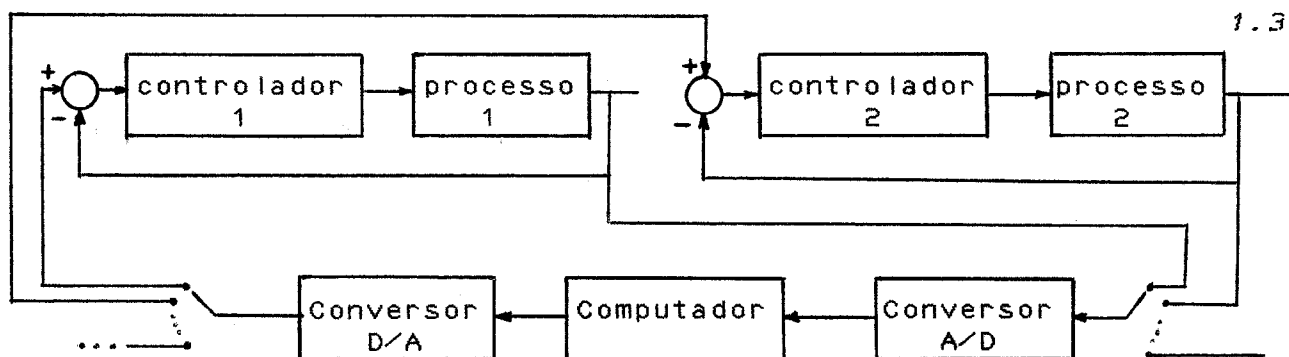 1.3
+
controlador
1
-
processo
1
+
controlador
2
-
processo
2
Conversor
D/A
Computador
Conversor
A/D